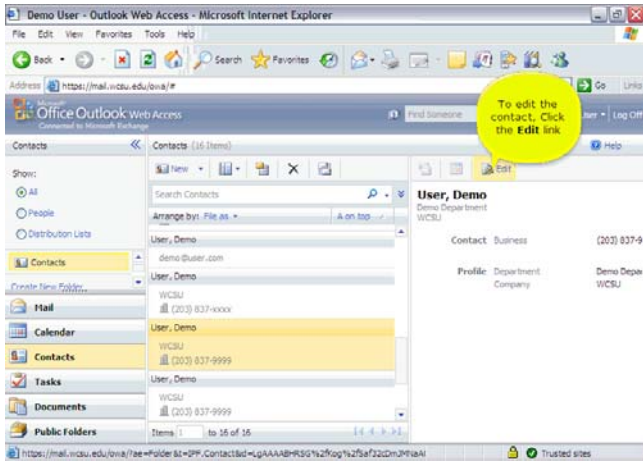 Demo User - Outlook Web Access - Microsoft Internet Explorer
File Edit View Favorites Tools Help
Back Search Favorites
Address https://mail.wcsu.edu/owa/# Go Links
Microsoft
Office Outlook Web Access Find Someone User Log Off
Connected to Microsoft Exchange
To edit the
contact, Click
the Edit link
Contacts Contacts (16 Items) Help
Show: New Edit
All Search Contacts User, Demo
People Demo Department
Distribution Lists Arrange by: File as A on top WCSU
User, Demo Contact Business (203) 837-9
Contacts demo@user.com
User, Demo Profile Department Demo Depar
Create New Folder... WCSU Company WCSU
Mail (203) 837-xxxx
Calendar User, Demo
WCSU
Contacts (203) 837-9999
Tasks User, Demo
Documents WCSU
(203) 837-9999
Public Folders Items 1 to 16 of 16
Trusted sites